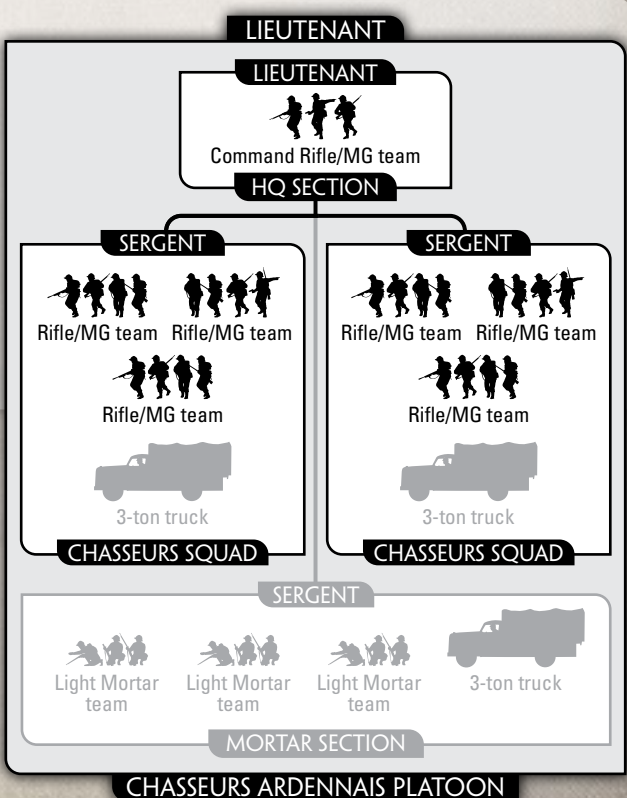 LIEUTENANT
LIEUTENANT
Command Rifle/MG team
HQ SECTION
SERGENT
Rifle/MG team Rifle/MG team
Rifle/MG team
3-ton truck
CHASSEURS SQUAD
SERGENT
Rifle/MG team Rifle/MG team
Rifle/MG team
3-ton truck
CHASSEURS SQUAD
SERGENT
Light Mortar
team
Light Mortar
team
Light Mortar
team
3-ton truck
MORTAR SECTION
CHASSEURS ARDENNAIS PLATOON